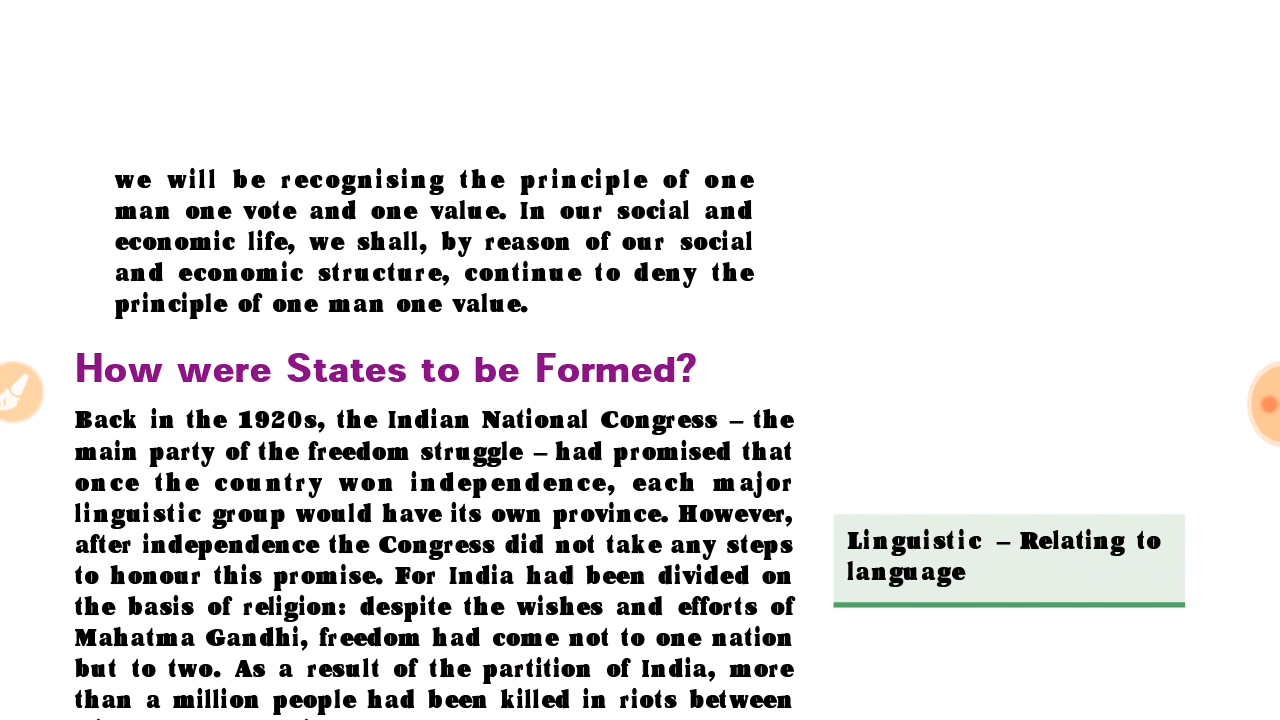 we will be recognising the principle of one
man one vote and one value. In our social and
economic life, we shall, by reason of our social
and economic structure, continue to deny the
principle of one man one value.
How were States to be Formed?
Back in the 1920s, the Indian National Congress – the
main party of the freedom struggle – had promised that
once the country won independence, each major
linguistic group would have its own province. However,
after independence the Congress did not take any steps
to honour this promise. For India had been divided on
the basis of religion: despite the wishes and efforts of
Mahatma Gandhi, freedom had come not to one nation
but to two. As a result of the partition of India, more
than a million people had been killed in riots between
Linguistic – Relating to
language